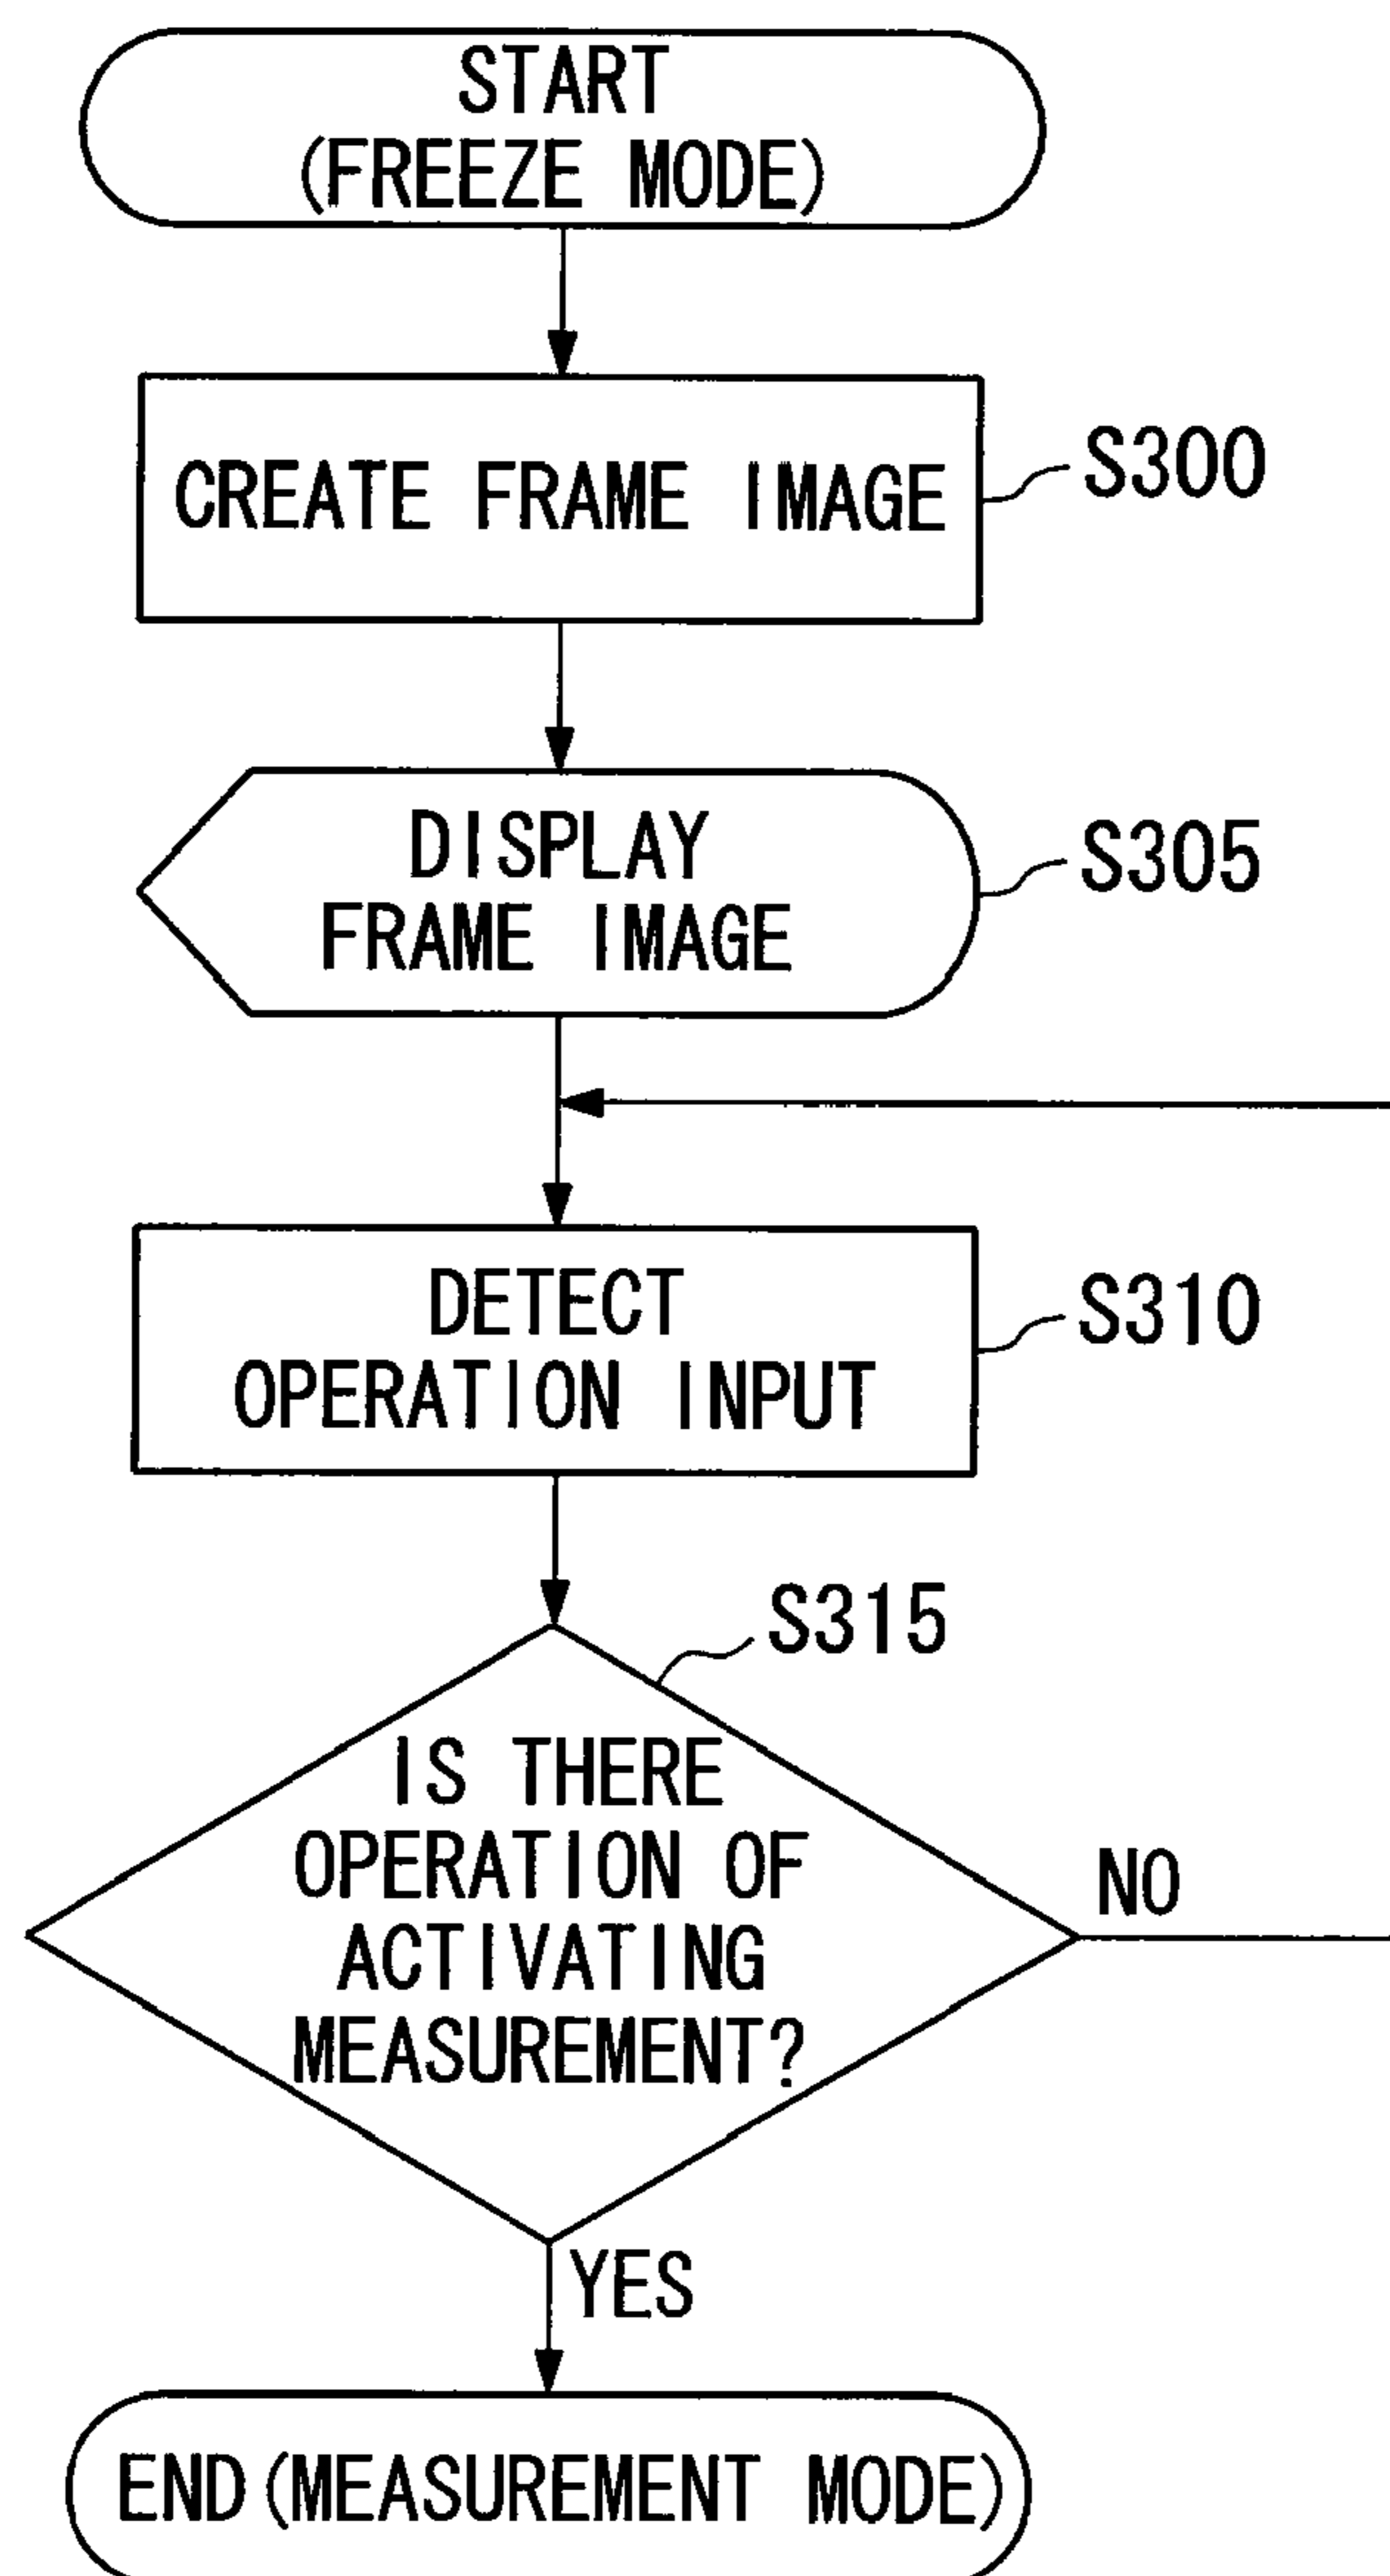 START
(FREEZE MODE)
CREATE FRAME IMAGE
S300
DISPLAY
FRAME IMAGE
S305
DETECT
OPERATION INPUT
S310
S315
IS THERE
OPERATION OF
ACTIVATING
MEASUREMENT?
NO
YES
END (MEASUREMENT MODE)